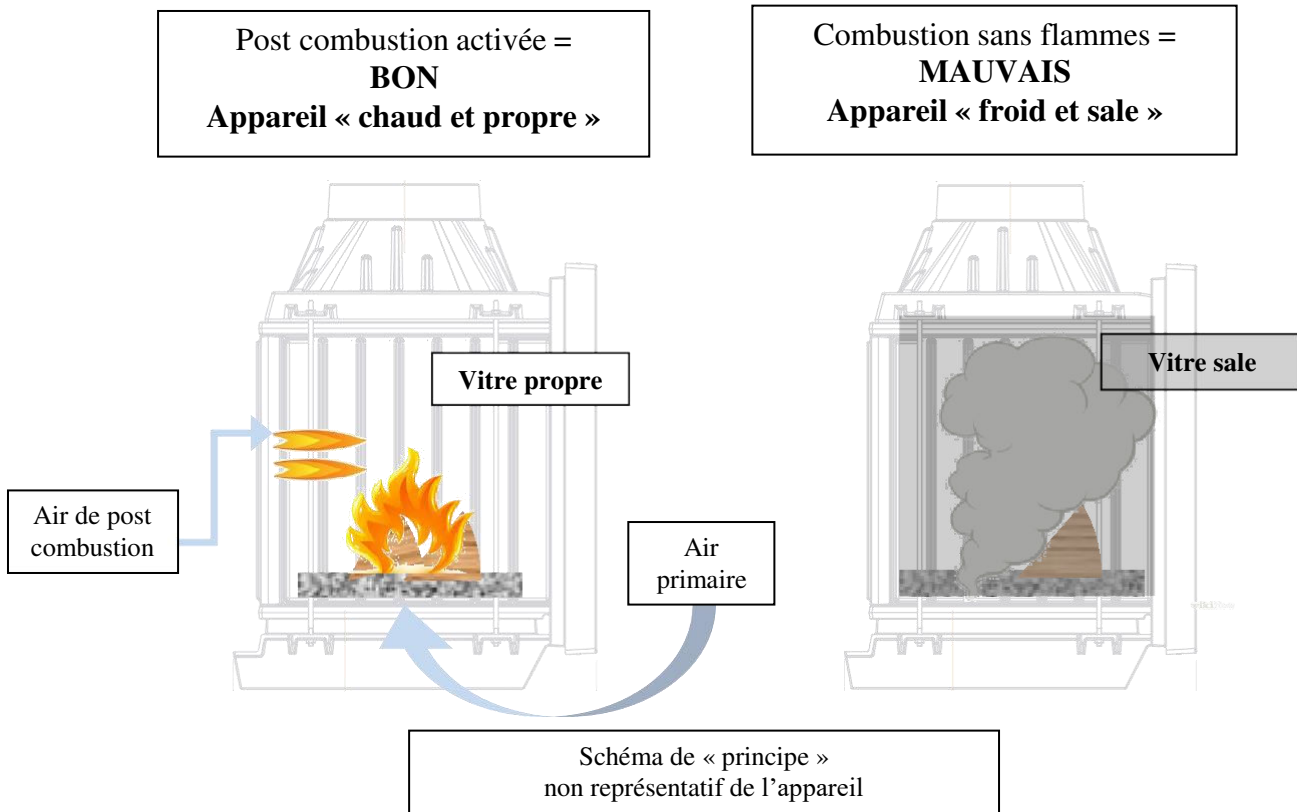 Post combustion activée =
BON
Appareil « chaud et propre »
Combustion sans flammes =
MAUVAIS
Appareil « froid et sale »
Vitre propre
Vitre sale
Air de post
combustion
Air
primaire
Schéma de « principe »
non représentatif de l’appareil